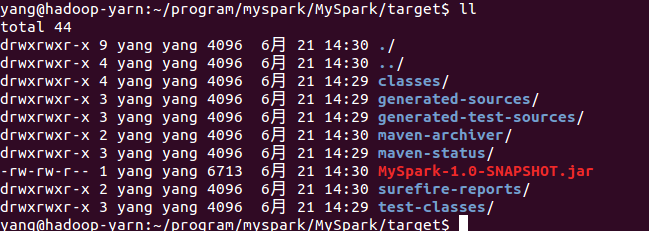 yang@hadoop-yarn:~/program/myspark/MySpark/target$ ll
total 44
drwxrwxr-x 9 yang yang 4096  6月 21 14:30 ./
drwxrwxr-x 4 yang yang 4096  6月 21 14:30 ../
drwxrwxr-x 4 yang yang 4096  6月 21 14:29 classes/
drwxrwxr-x 3 yang yang 4096  6月 21 14:29 generated-sources/
drwxrwxr-x 3 yang yang 4096  6月 21 14:29 generated-test-sources/
drwxrwxr-x 2 yang yang 4096  6月 21 14:30 maven-archiver/
drwxrwxr-x 3 yang yang 4096  6月 21 14:29 maven-status/
-rw-rw-r-- 1 yang yang 6713  6月 21 14:30 MySpark-1.0-SNAPSHOT.jar
drwxrwxr-x 2 yang yang 4096  6月 21 14:30 surefire-reports/
drwxrwxr-x 3 yang yang 4096  6月 21 14:29 test-classes/
yang@hadoop-yarn:~/program/myspark/MySpark/target$